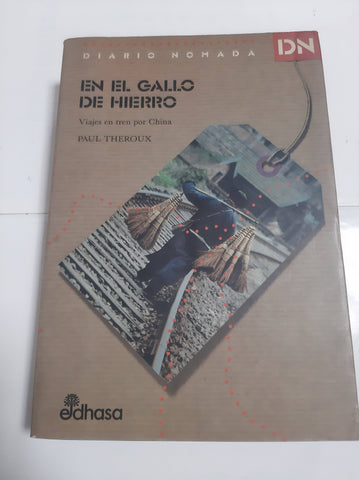 DIARIO NOMADA
DN
EN EL GALLO
DE HIERRO
Viajes en tren por China
PAUL THEROUX
edhasa